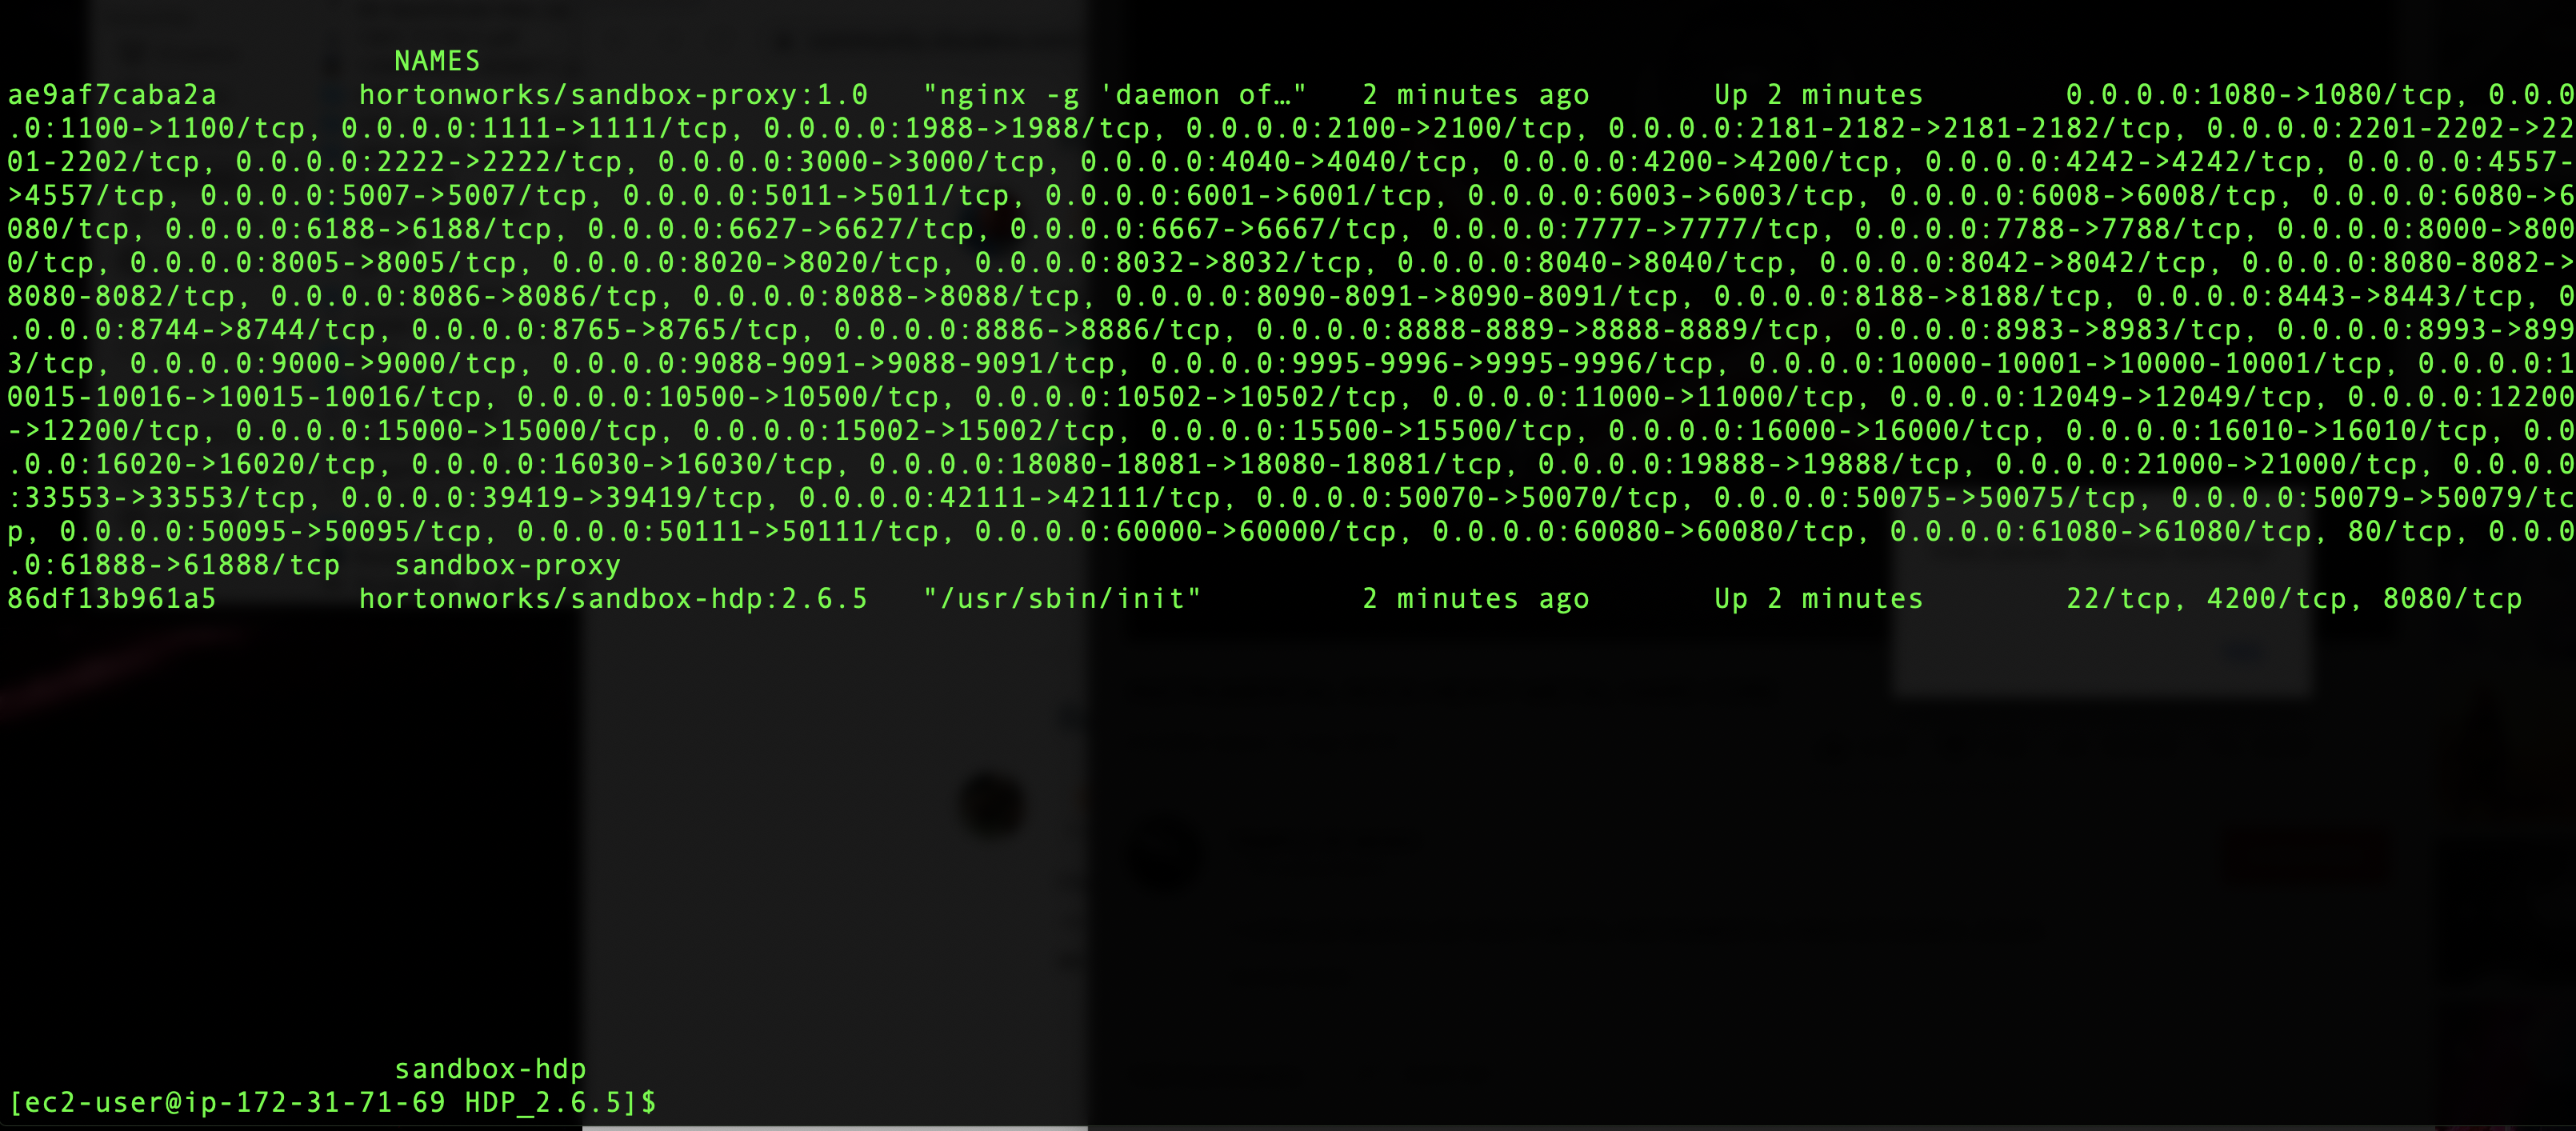 NAMES
ae9af7caba2a hortonworks/sandbox-proxy:1.0 "nginx -g 'daemon of…" 2 minutes ago Up 2 minutes 0.0.0.0:1080->1080/tcp, 0.0.0
.0:1100->1100/tcp, 0.0.0.0:1111->1111/tcp, 0.0.0.0:1988->1988/tcp, 0.0.0.0:2100->2100/tcp, 0.0.0.0:2181-2182->2181-2182/tcp, 0.0.0.0:2201-2202->22
01-2202/tcp, 0.0.0.0:2222->2222/tcp, 0.0.0.0:3000->3000/tcp, 0.0.0.0:4040->4040/tcp, 0.0.0.0:4200->4200/tcp, 0.0.0.0:4242->4242/tcp, 0.0.0.0:4557-
>4557/tcp, 0.0.0.0:5007->5007/tcp, 0.0.0.0:5011->5011/tcp, 0.0.0.0:6001->6001/tcp, 0.0.0.0:6003->6003/tcp, 0.0.0.0:6008->6008/tcp, 0.0.0.0:6080->6
080/tcp, 0.0.0.0:6188->6188/tcp, 0.0.0.0:6627->6627/tcp, 0.0.0.0:6667->6667/tcp, 0.0.0.0:7777->7777/tcp, 0.0.0.0:7788->7788/tcp, 0.0.0.0:8000->800
0/tcp, 0.0.0.0:8005->8005/tcp, 0.0.0.0:8020->8020/tcp, 0.0.0.0:8032->8032/tcp, 0.0.0.0:8040->8040/tcp, 0.0.0.0:8042->8042/tcp, 0.0.0.0:8080-8082->
8080-8082/tcp, 0.0.0.0:8086->8086/tcp, 0.0.0.0:8088->8088/tcp, 0.0.0.0:8090-8091->8090-8091/tcp, 0.0.0.0:8188->8188/tcp, 0.0.0.0:8443->8443/tcp, 0
.0.0.0:8744->8744/tcp, 0.0.0.0:8765->8765/tcp, 0.0.0.0:8886->8886/tcp, 0.0.0.0:8888-8889->8888-8889/tcp, 0.0.0.0:8983->8983/tcp, 0.0.0.0:8993->899
3/tcp, 0.0.0.0:9000->9000/tcp, 0.0.0.0:9088-9091->9088-9091/tcp, 0.0.0.0:9995-9996->9995-9996/tcp, 0.0.0.0:10000-10001->10000-10001/tcp, 0.0.0.0:1
0015-10016->10015-10016/tcp, 0.0.0.0:10500->10500/tcp, 0.0.0.0:10502->10502/tcp, 0.0.0.0:11000->11000/tcp, 0.0.0.0:12049->12049/tcp, 0.0.0.0:12200
->12200/tcp, 0.0.0.0:15000->15000/tcp, 0.0.0.0:15002->15002/tcp, 0.0.0.0:15500->15500/tcp, 0.0.0.0:16000->16000/tcp, 0.0.0.0:16010->16010/tcp, 0.0
.0.0:16020->16020/tcp, 0.0.0.0:16030->16030/tcp, 0.0.0.0:18080-18081->18080-18081/tcp, 0.0.0.0:19888->19888/tcp, 0.0.0.0:21000->21000/tcp, 0.0.0.0
:33553->33553/tcp, 0.0.0.0:39419->39419/tcp, 0.0.0.0:42111->42111/tcp, 0.0.0.0:50070->50070/tcp, 0.0.0.0:50075->50075/tcp, 0.0.0.0:50079->50079/tc
p, 0.0.0.0:50095->50095/tcp, 0.0.0.0:50111->50111/tcp, 0.0.0.0:60000->60000/tcp, 0.0.0.0:60080->60080/tcp, 0.0.0.0:61080->61080/tcp, 80/tcp, 0.0.0
.0:61888->61888/tcp sandbox-proxy
86df13b961a5 hortonworks/sandbox-hdp:2.6.5 "/usr/sbin/init" 2 minutes ago Up 2 minutes 22/tcp, 4200/tcp, 8080/tcp
sandbox-hdp
[ec2-user@ip-172-31-71-69 HDP_2.6.5]$